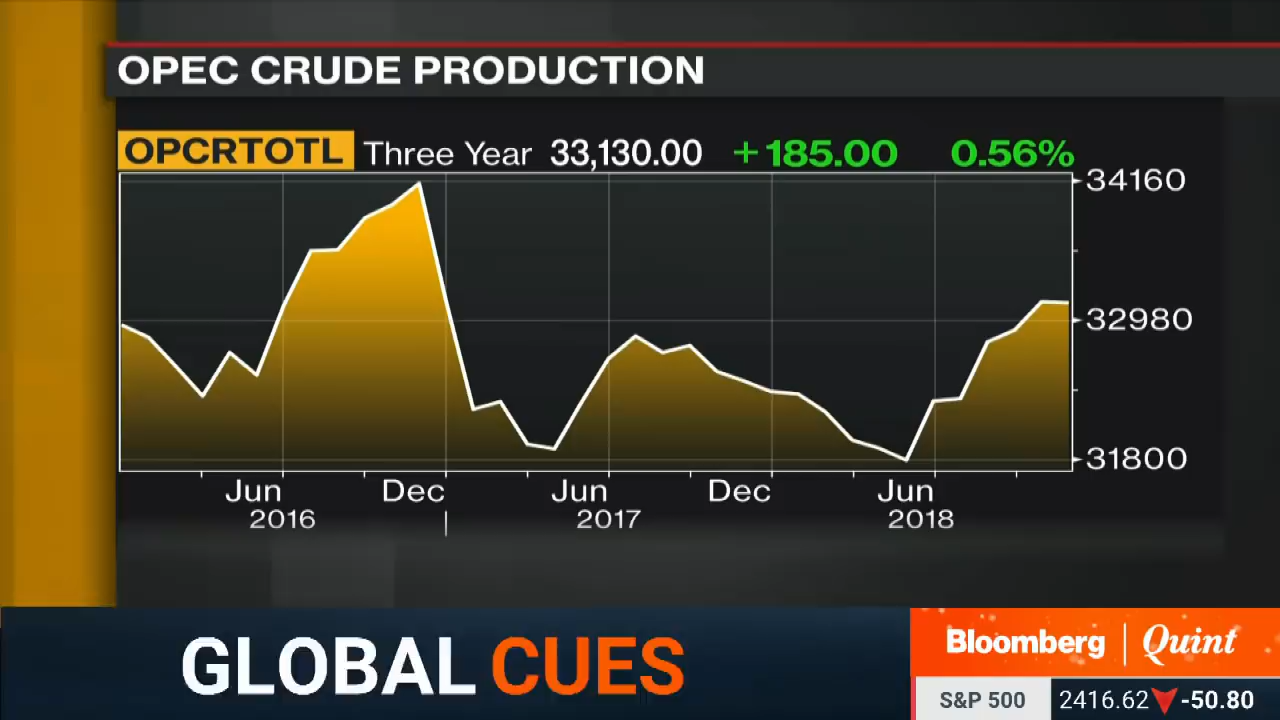 OPEC CRUDE PRODUCTION
OPCRTOTL Three Year 33,130.00 +185.00 0.56%
34160
32980
31800
Jun Dec Jun Dec Jun
2016 2017 2018
GLOBAL CUES
Bloomberg | Quint
S&P 500 2416.62 -50.80